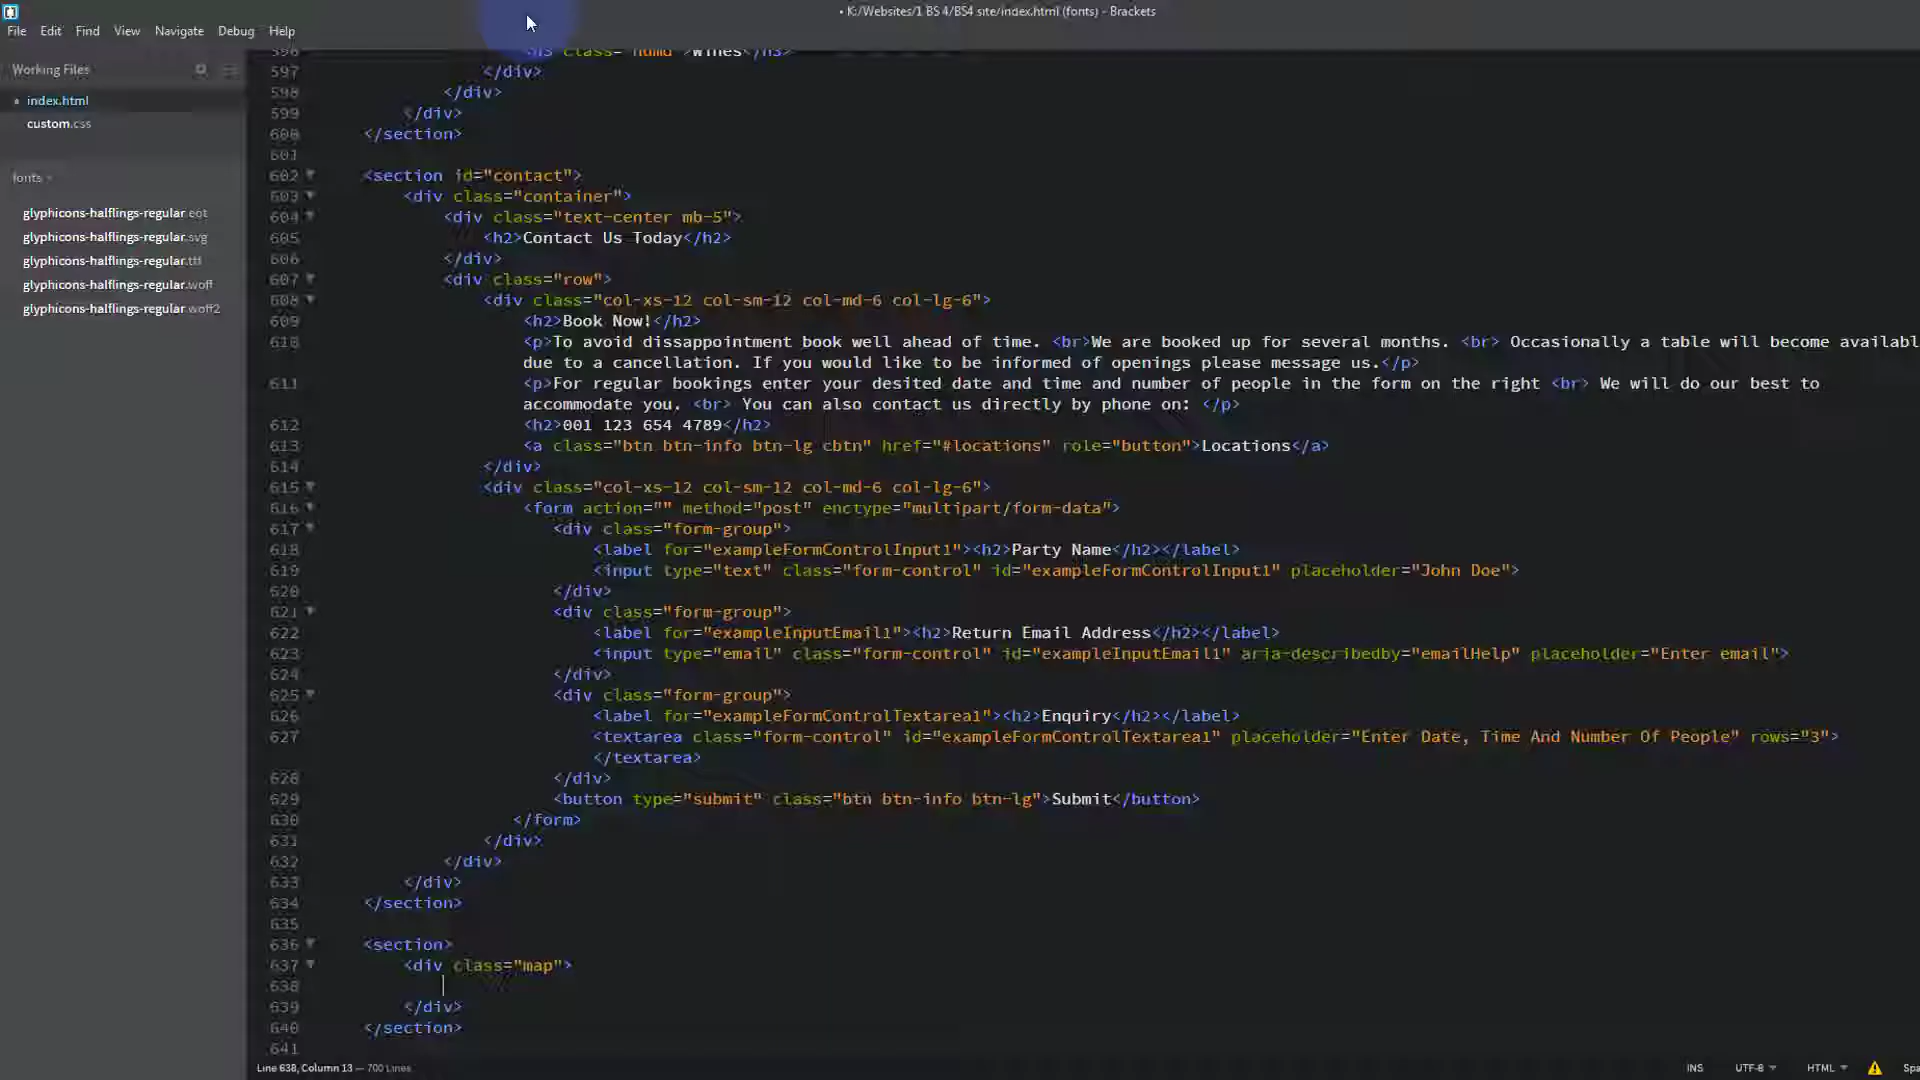 • K:/Websites/1 BS 4/BS4 site/index.html (fonts) - Brackets
File Edit Find View Navigate Debug Help
Working Files
• index.html
custom.css
fonts
glyphicons-halflings-regular.eot
glyphicons-halflings-regular.svg
glyphicons-halflings-regular.ttf
glyphicons-halflings-regular.woff
glyphicons-halflings-regular.woff2
596 <h3 class="humd">Wines</h3>
597 </div>
598 </div>
599 </div>
600 </section>
601
602 <section id="contact">
603 <div class="container">
604 <div class="text-center mb-5">
605 <h2>Contact Us Today</h2>
606 </div>
607 <div class="row">
608 <div class="col-xs-12 col-sm-12 col-md-6 col-lg-6">
609 <h2>Book Now!</h2>
610 <p>To avoid dissappointment book well ahead of time. <br>We are booked up for several months. <br> Occasionally a table will become availabl
due to a cancellation. If you would like to be informed of openings please message us.</p>
611 <p>For regular bookings enter your desited date and time and number of people in the form on the right <br> We will do our best to
accommodate you. <br> You can also contact us directly by phone on: </p>
612 <h2>001 123 654 4789</h2>
613 <a class="btn btn-info btn-lg cbtn" href="#locations" role="button">Locations</a>
614 </div>
615 <div class="col-xs-12 col-sm-12 col-md-6 col-lg-6">
616 <form action="" method="post" enctype="multipart/form-data">
617 <div class="form-group">
618 <label for="exampleFormControlInput1"><h2>Party Name</h2></label>
619 <input type="text" class="form-control" id="exampleFormControlInput1" placeholder="John Doe">
620 </div>
621 <div class="form-group">
622 <label for="exampleInputEmail1"><h2>Return Email Address</h2></label>
623 <input type="email" class="form-control" id="exampleInputEmail1" aria-describedby="emailHelp" placeholder="Enter email">
624 </div>
625 <div class="form-group">
626 <label for="exampleFormControlTextarea1"><h2>Enquiry</h2></label>
627 <textarea class="form-control" id="exampleFormControlTextarea1" placeholder="Enter Date, Time And Number Of People" rows="3">
</textarea>
628 </div>
629 <button type="submit" class="btn btn-info btn-lg">Submit</button>
630 </form>
631 </div>
632 </div>
633 </div>
634 </section>
635
636 <section>
637 <div class="map">
638
639 </div>
640 </section>
641
Line 638, Column 13 — 700 Lines
INS UTF-8 HTML Spa